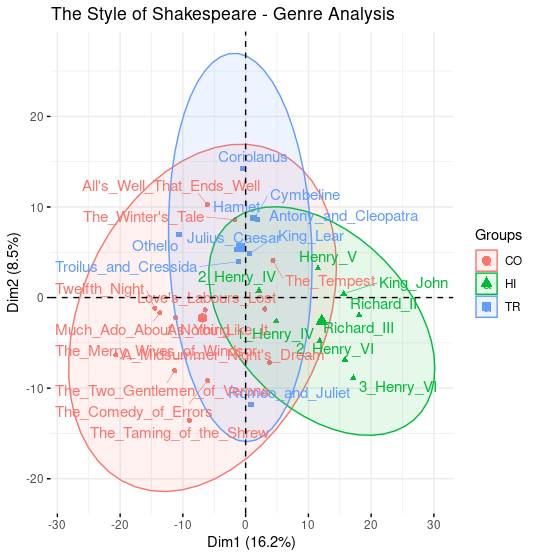 The Style of Shakespeare - Genre Analysis
Dim2 (8.5%)
20
10
0
-10
-20
Coriolanus
All's_Well_That_Ends_Well
Cymbeline
Hamlet
The_Winter's_Tale
Antony_and_Cleopatra
Othello
Julius_Caesar
King_Lear
Henry_V
Troilus_and_Cressida
2_Henry_IV
The_Tempest
King_John
Twelfth_Night
Love's_Labours_Lost
Richard_II
Much_Ado_About_Nothing
As_You_Like_It
Henry_IV
Richard_III
The_Merry_Wives_of_Windsor
A_Midsummer_Night's_Dream
2_Henry_VI
3_Henry_VI
The_Two_Gentlemen_of_Verona
Romeo_and_Juliet
The_Comedy_of_Errors
The_Taming_of_the_Shrew
-30
-20
-10
0
10
20
30
Dim1 (16.2%)
Groups
CO
HI
TR